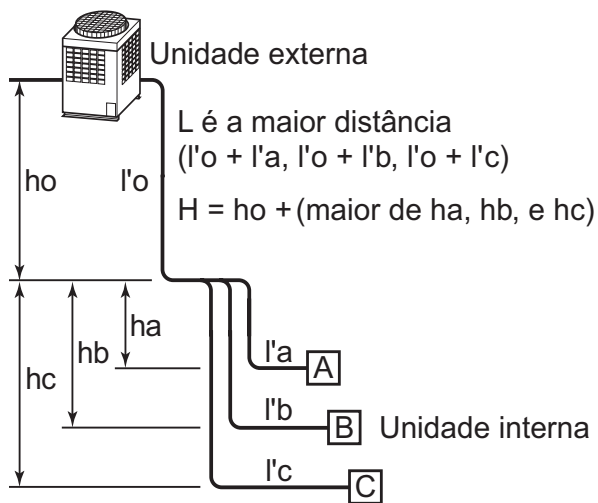 Unidade externa
L é a maior distância
(l'o + l'a, l'o + l'b, l'o + l'c)
ho
l'o
H = ho + (maior de ha, hb, e hc)
ha
hb
hc
l'a
A
l'b
B
Unidade interna
l'c
C